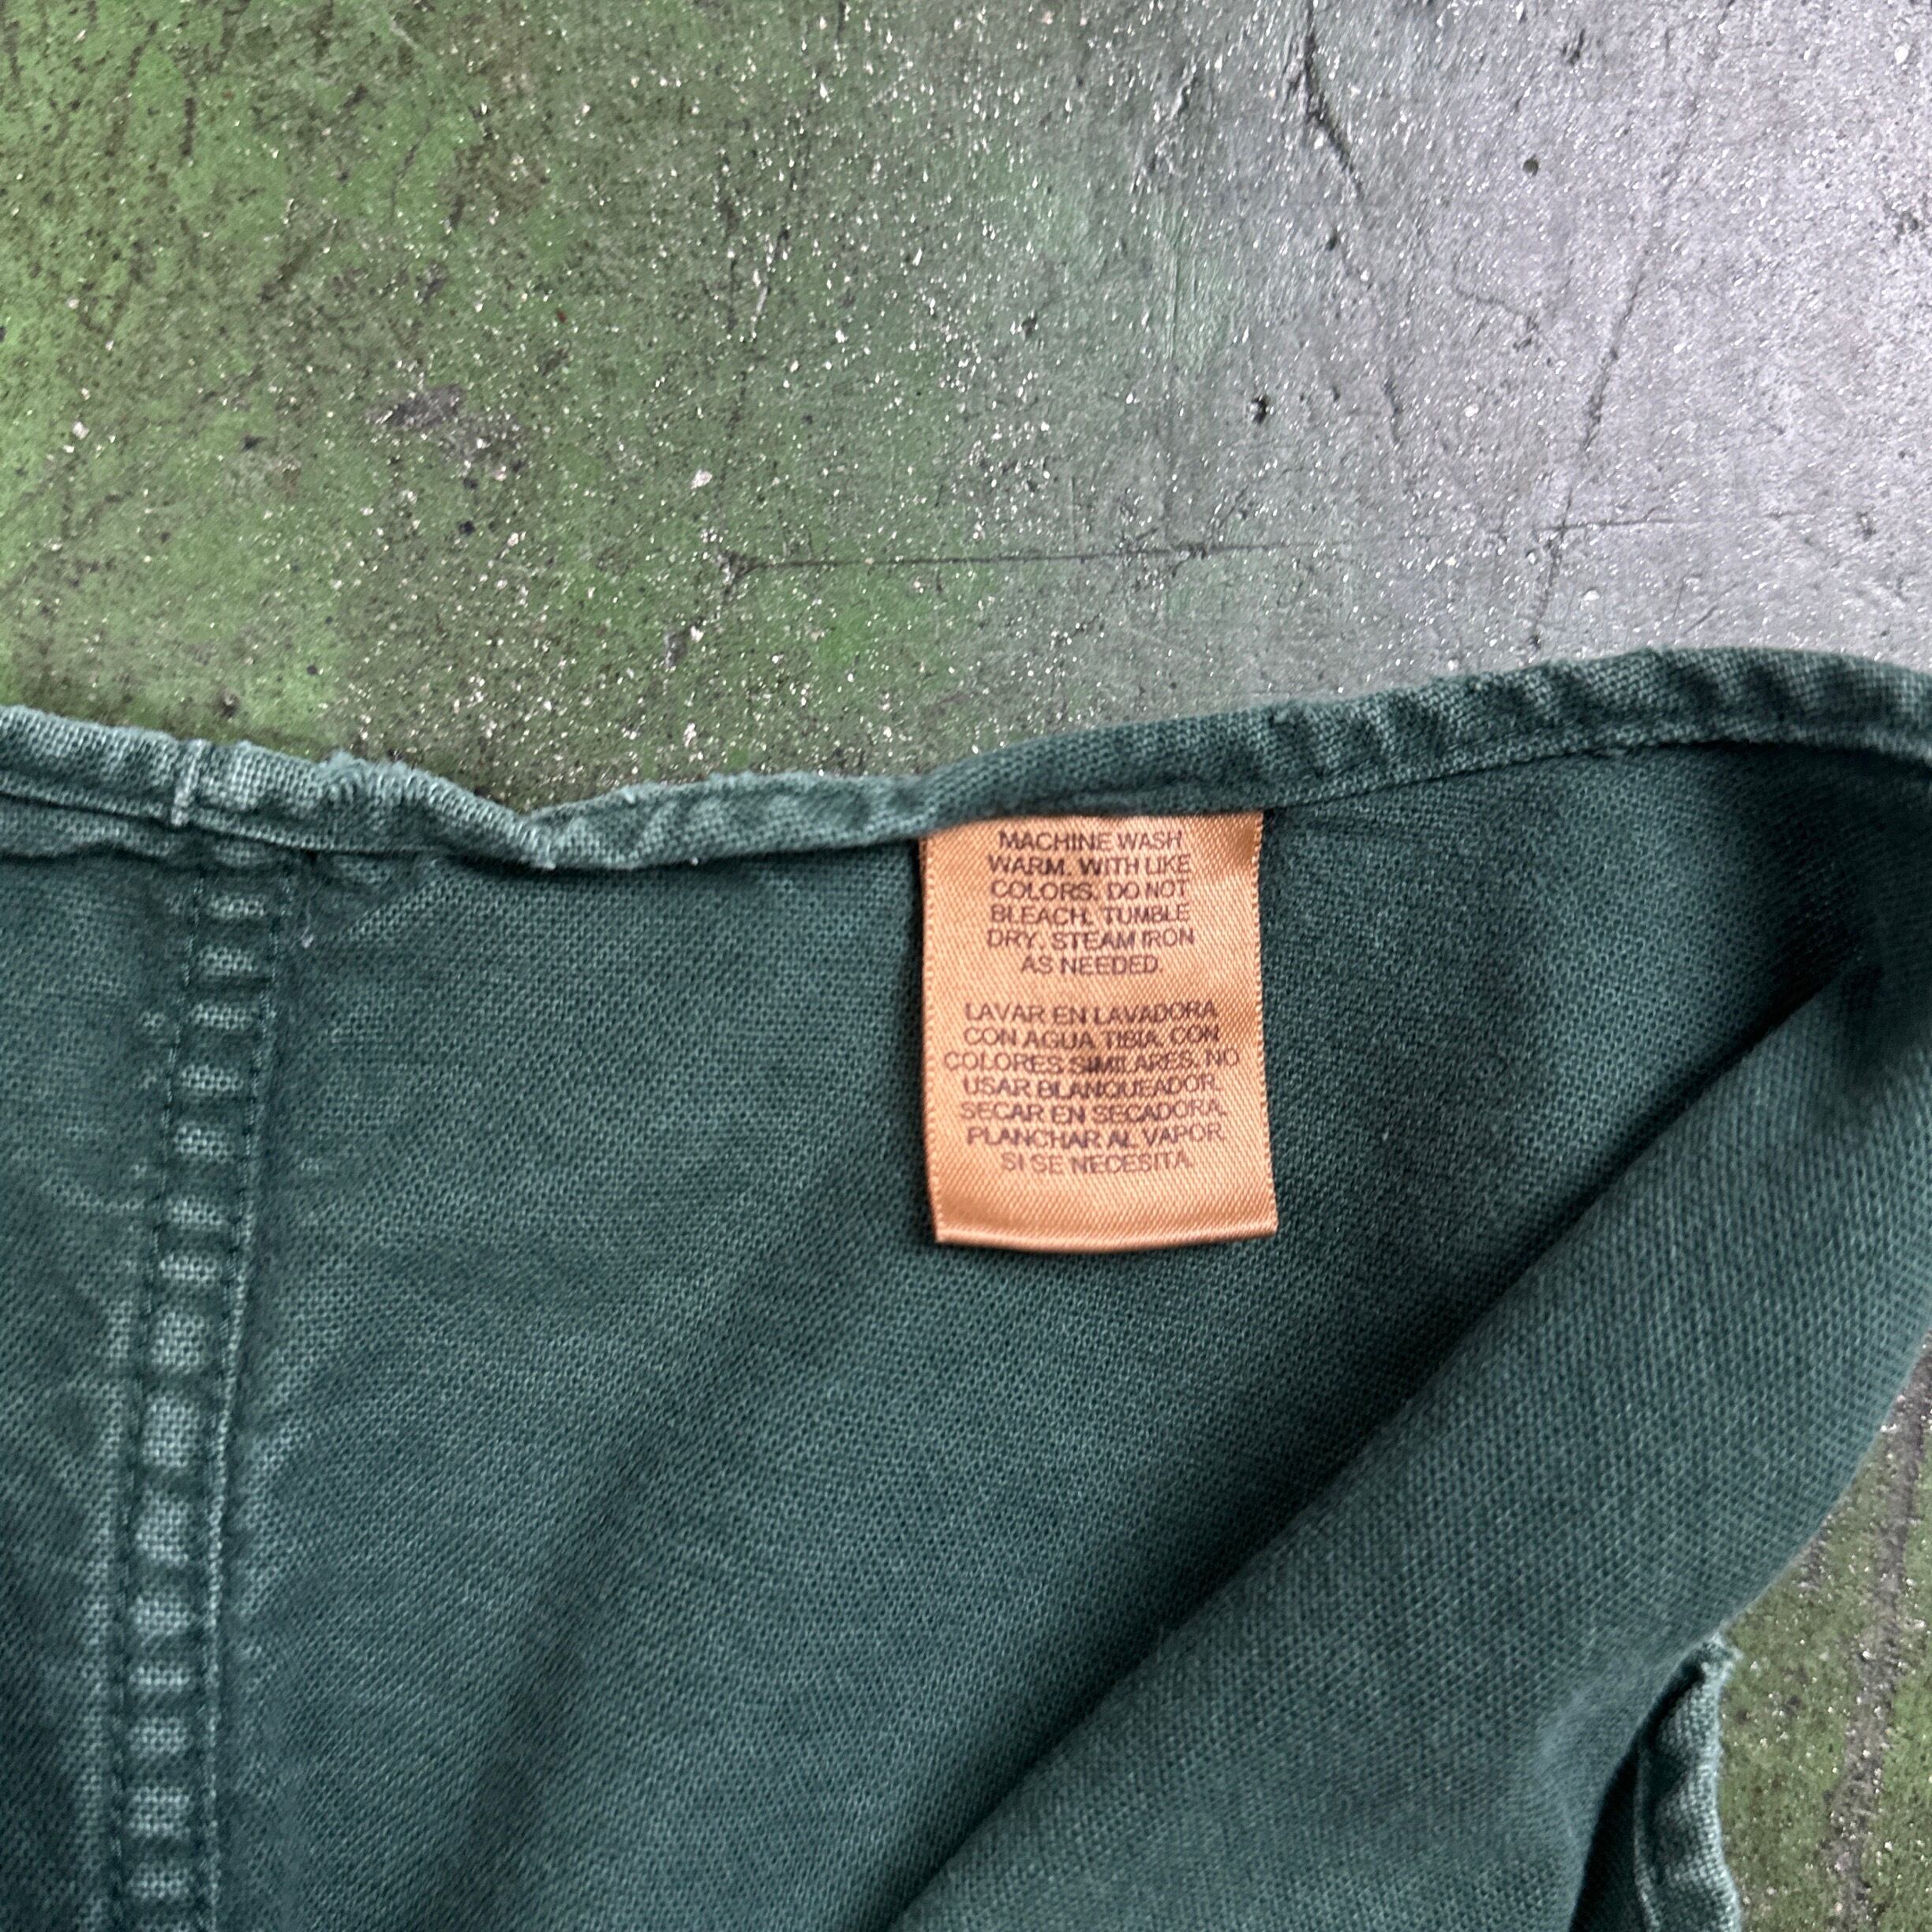 MACHINE WASH
WARM. WITH LIKE
COLORS. DO NOT
BLEACH. TUMBLE
DRY. STEAM IRON
AS NEEDED.
LAVAR EN LAVADORA
CON AGUA TIBIA. CON
COLORES SIMILARES. NO
USAR BLANQUEADOR.
SECAR EN SECADORA.
PLANCHAR AL VAPOR,
SI SE NECESITA.